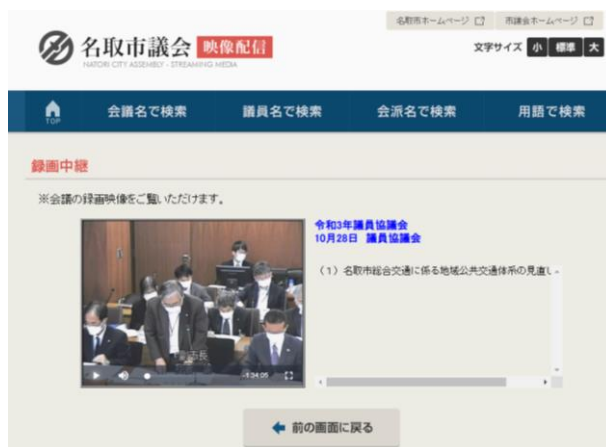 名取市ホームページ
市議会ホームページ
名取市議会 映像配信
NATORI CITY ASSEMBLY - STREAMING MEDIA
文字サイズ 小 標準 大
TOP
会議名で検索
議員名で検索
会派名で検索
用語で検索
録画中継
※会議の録画映像をご覧いただけます。
令和3年議員協議会
10月28日 議員協議会
(1)名取市総合交通に係る地域公共交通体系の見直し
-1:34:05
前の画面に戻る